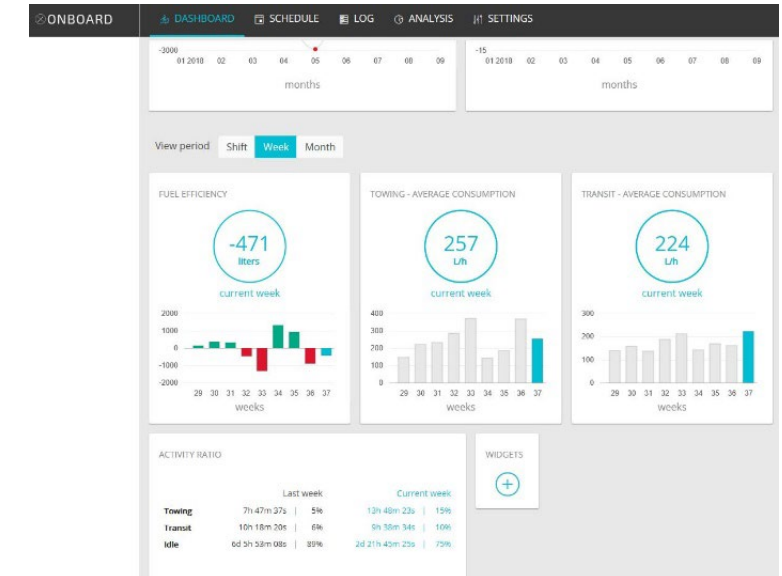 ONBOARD DASHBOARD SCHEDULE LOG ANALYSIS SETTINGS
-3000
01 2018 02 03 04 05 06 07 08 09
months
-15
01 2018 02 03 04 05 06 07 08 09
months
View period Shift Week Month
FUEL EFFICIENCY
-471
liters
current week
2000
1000
0
-1000
-2000
29 30 31 32 33 34 35 36 37
weeks
TOWING - AVERAGE CONSUMPTION
257
L/h
current week
400
300
200
100
0
29 30 31 32 33 34 35 36 37
weeks
TRANSIT - AVERAGE CONSUMPTION
224
L/h
current week
300
200
100
0
29 30 31 32 33 34 35 36 37
weeks
ACTIVITY RATIO
Last week Current week
Towing 7h 47m 37s | 5% 13h 48m 23s | 15%
Transit 10h 18m 20s | 6% 9h 38m 34s | 10%
Idle 6d 5h 53m 08s | 89% 2d 21h 45m 25s | 75%
WIDGETS